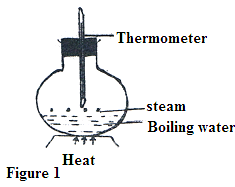 Thermometer
steam
Boiling water
Heat
Figure 1